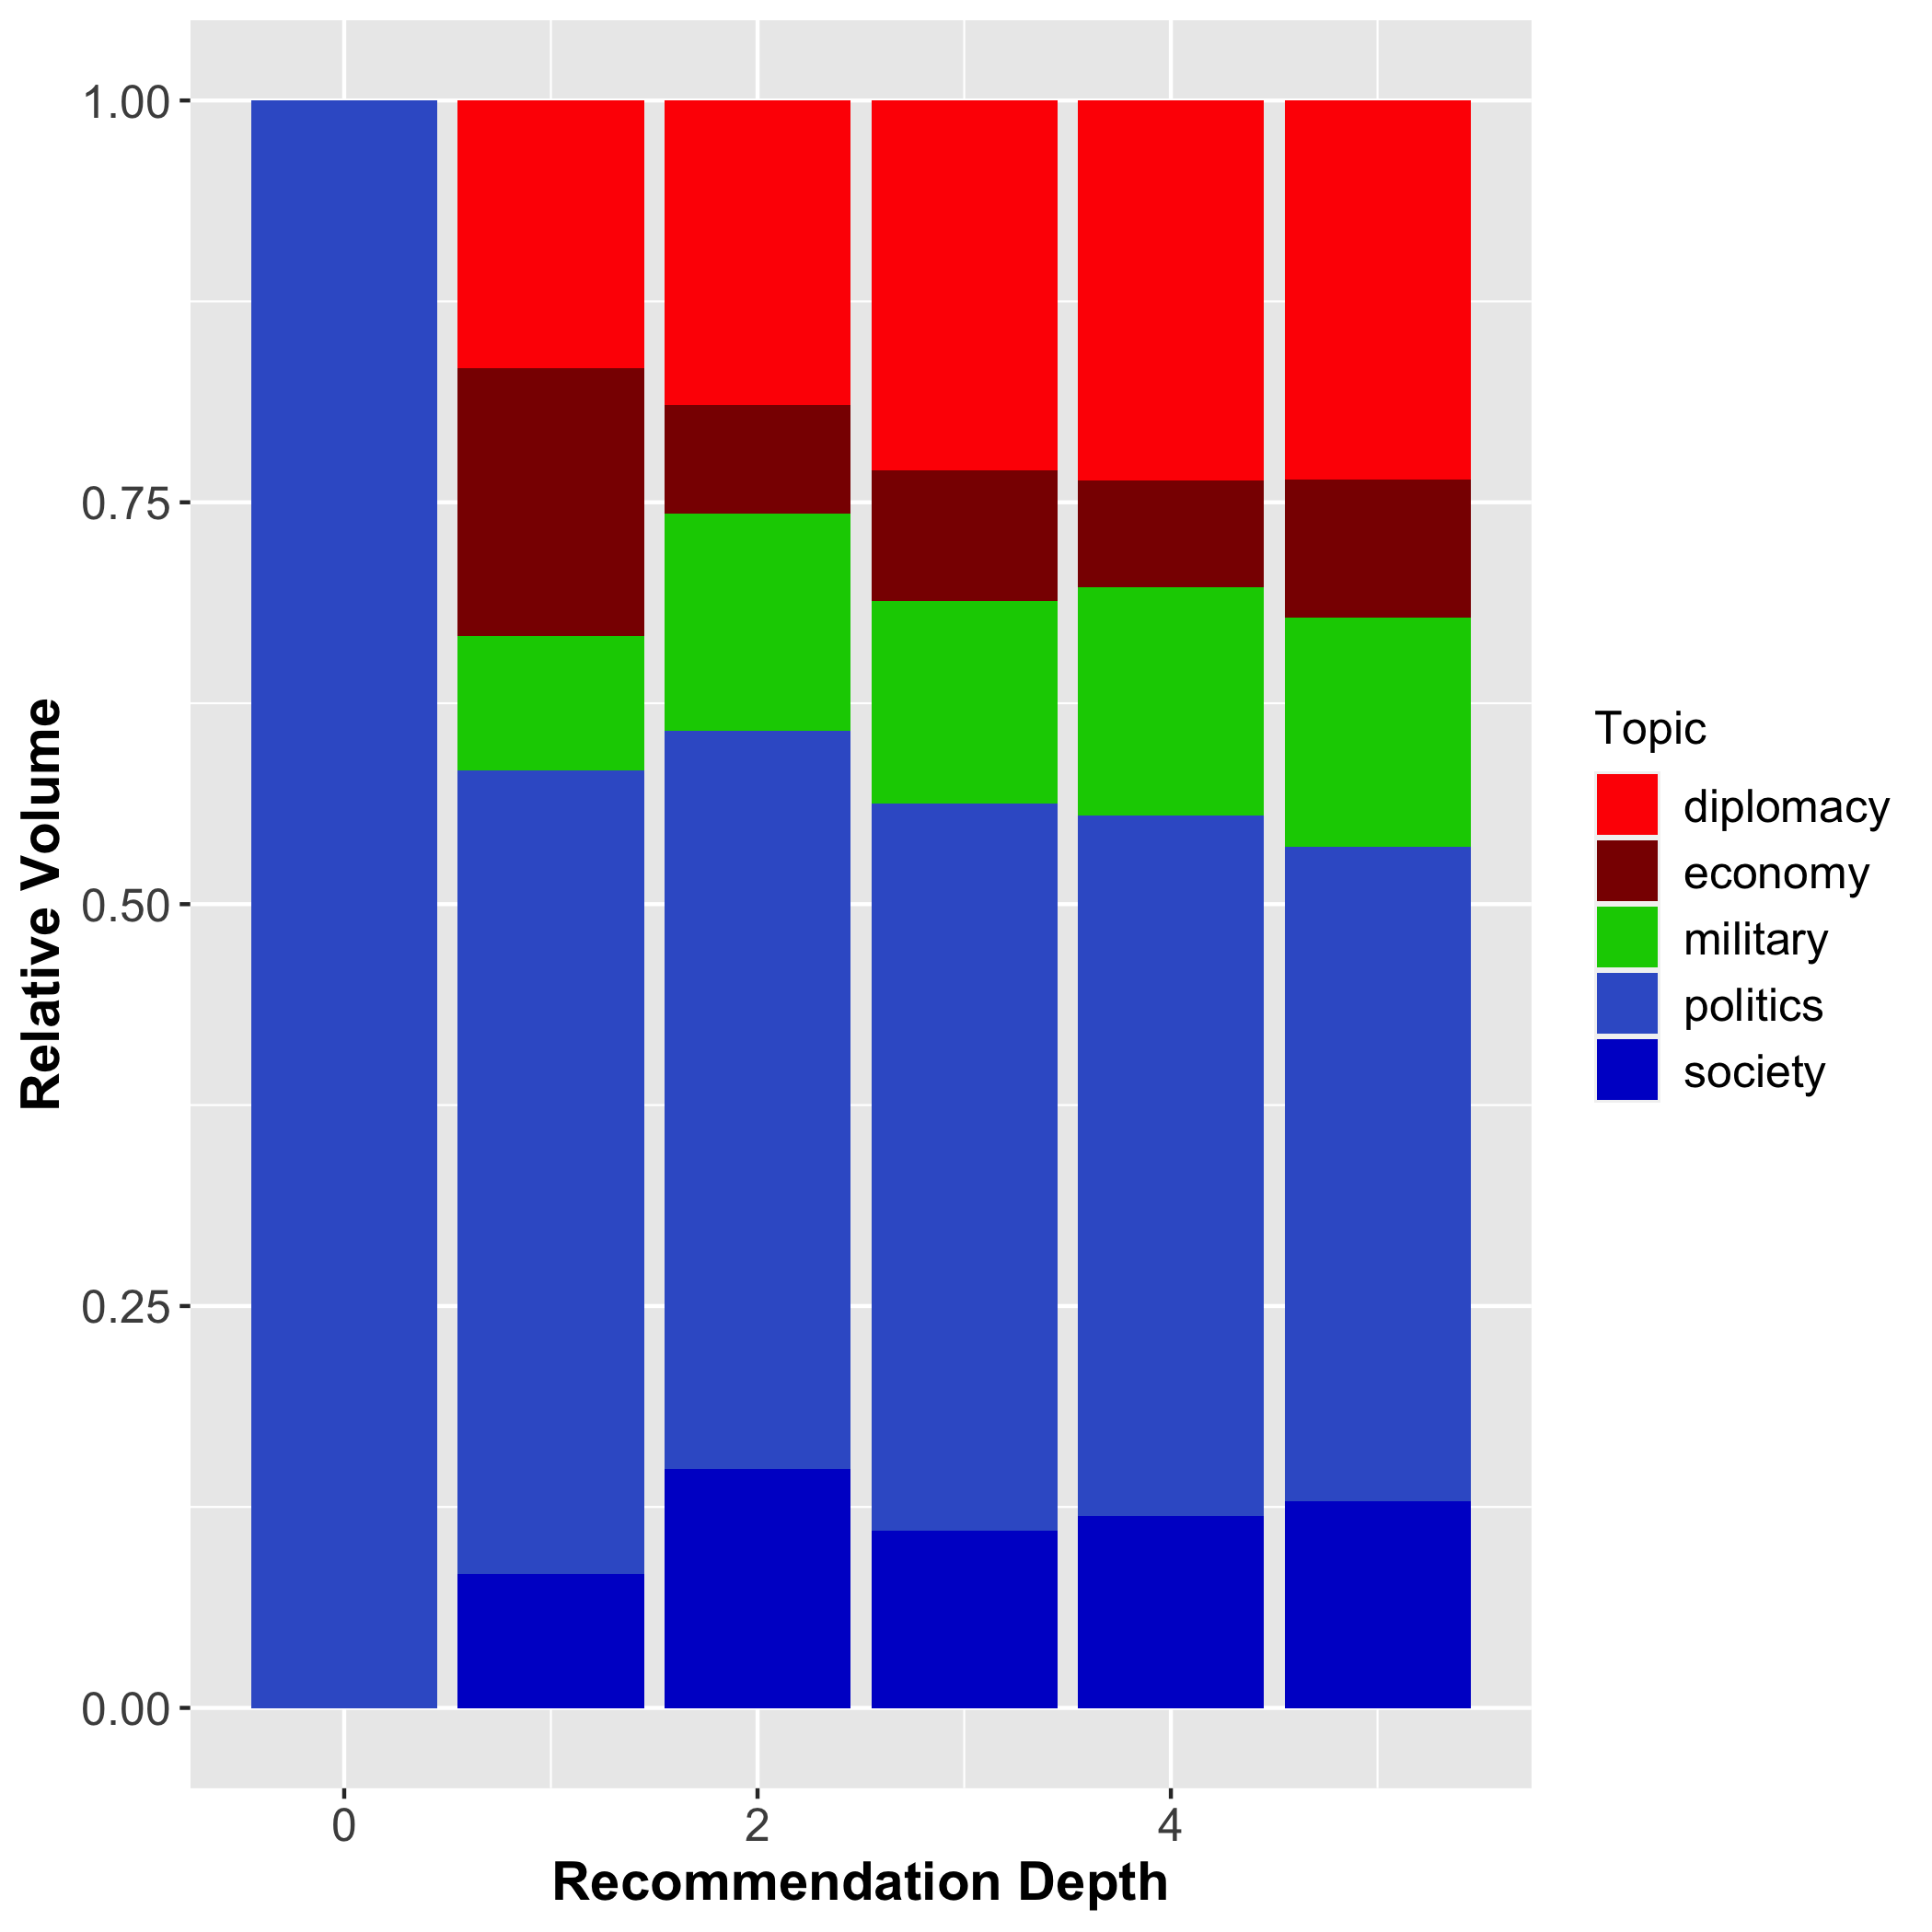 Relative Volume
1.00
0.75
0.50
0.25
0.00
0
2
4
Recommendation Depth
Topic
diplomacy
economy
military
politics
society